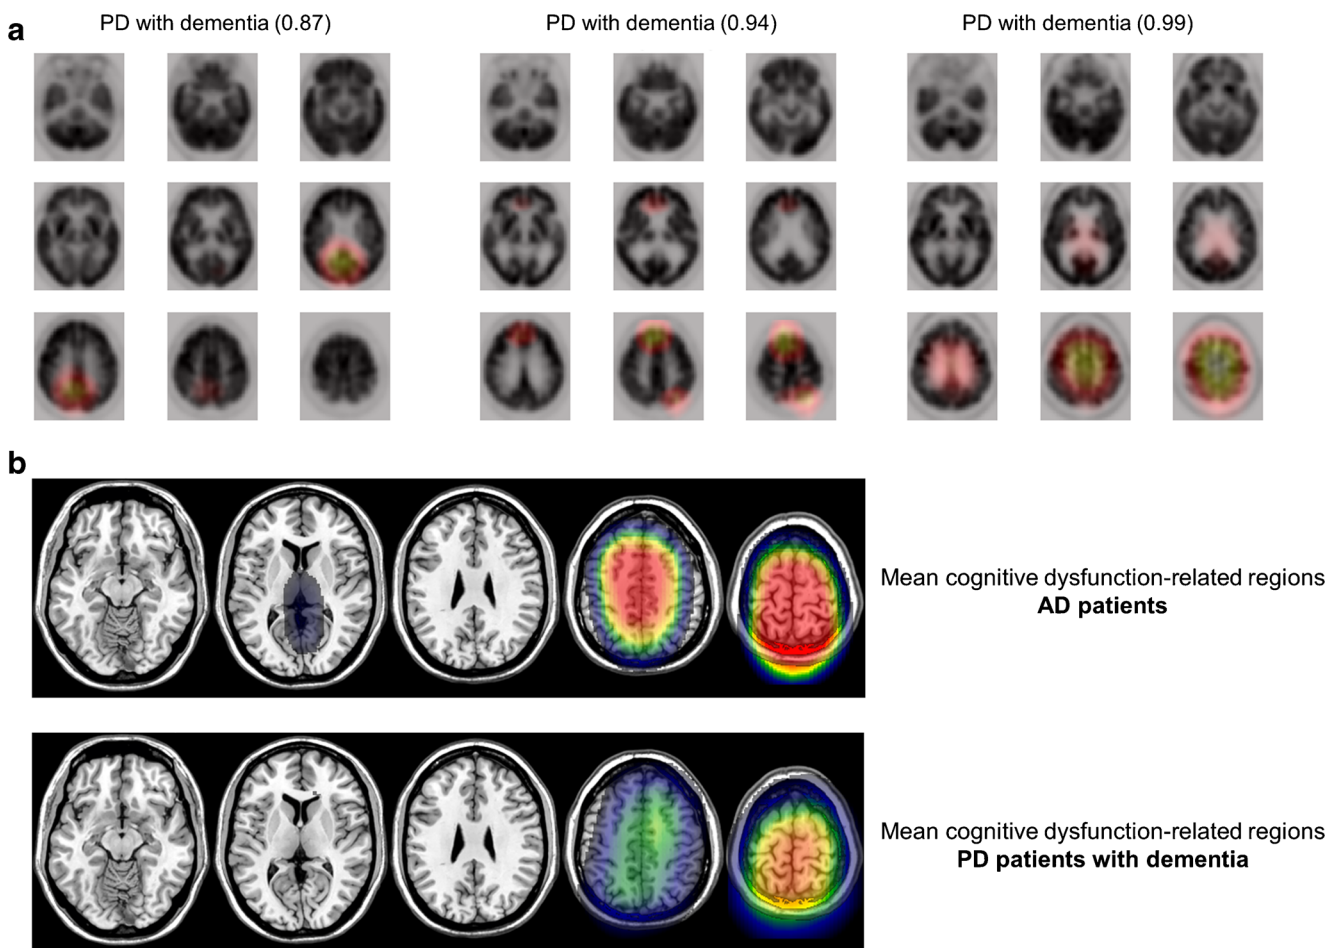 a
PD with dementia (0.87)
PD with dementia (0.94)
PD with dementia (0.99)
b
Mean cognitive dysfunction-related regions
AD patients
Mean cognitive dysfunction-related regions
PD patients with dementia